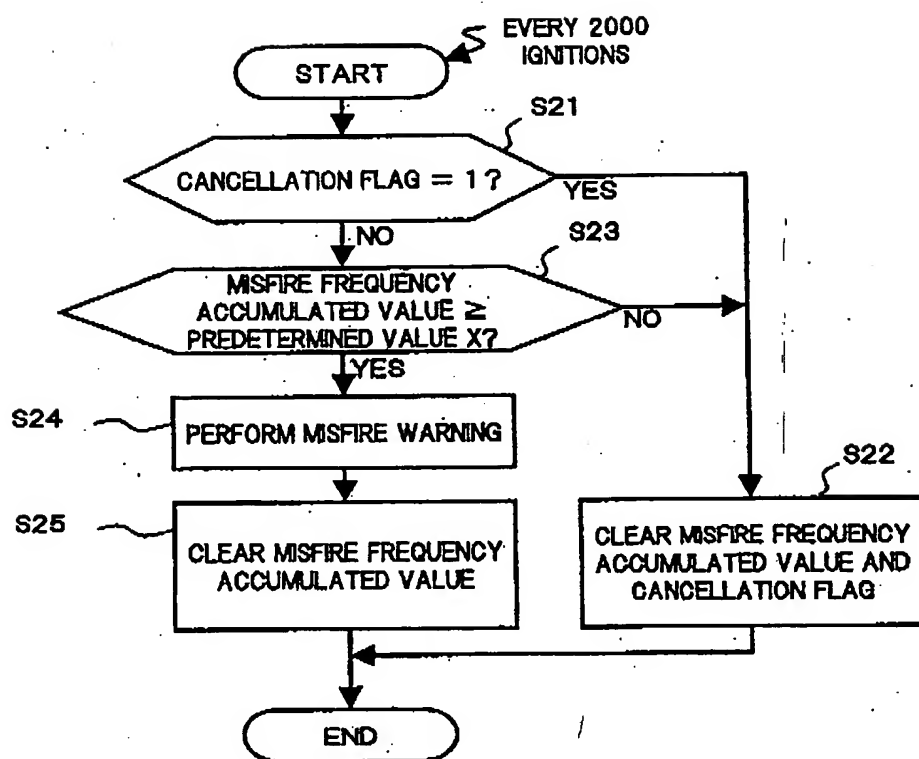 EVERY 2000
IGNITIONS
START
S21
CANCELLATION FLAG = 1?
YES
NO
S23
MISFIRE FREQUENCY
ACCUMULATED VALUE ≥
PREDETERMINED VALUE X?
NO
YES
S24
PERFORM MISFIRE WARNING
S22
S25
CLEAR MISFIRE FREQUENCY
ACCUMULATED VALUE
CLEAR MISFIRE FREQUENCY
ACCUMULATED VALUE AND
CANCELLATION FLAG
END